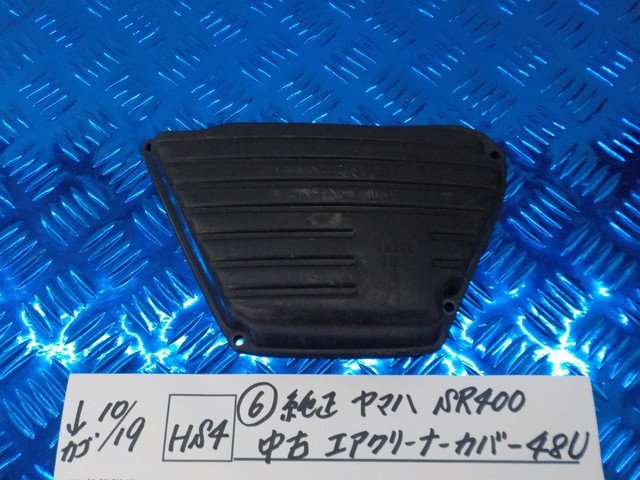 ↓ 10/19
カゴ
HS4
⑥ 純正 ヤマハ SR400
中古 エアクリーナーカバー 48U